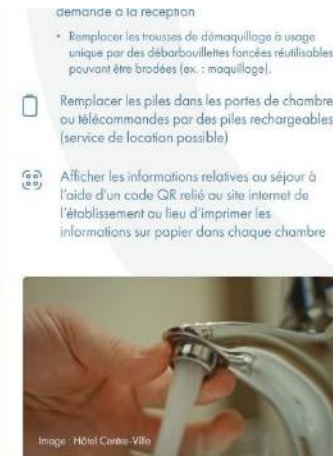 demande à la réception
• Remplacer les trousses de démaquillage à usage
unique par des débarbouillettes foncées réutilisables
pouvant être brodées (ex. : maquillage).
Remplacer les piles dans les portes de chambre
ou télécommandes par des piles rechargeables
(service de location possible)
Afficher les informations relatives au séjour à
l'aide d'un code QR relié au site internet de
l'établissement au lieu d'imprimer les
informations sur papier dans chaque chambre
Image : Hôtel Centre-Ville